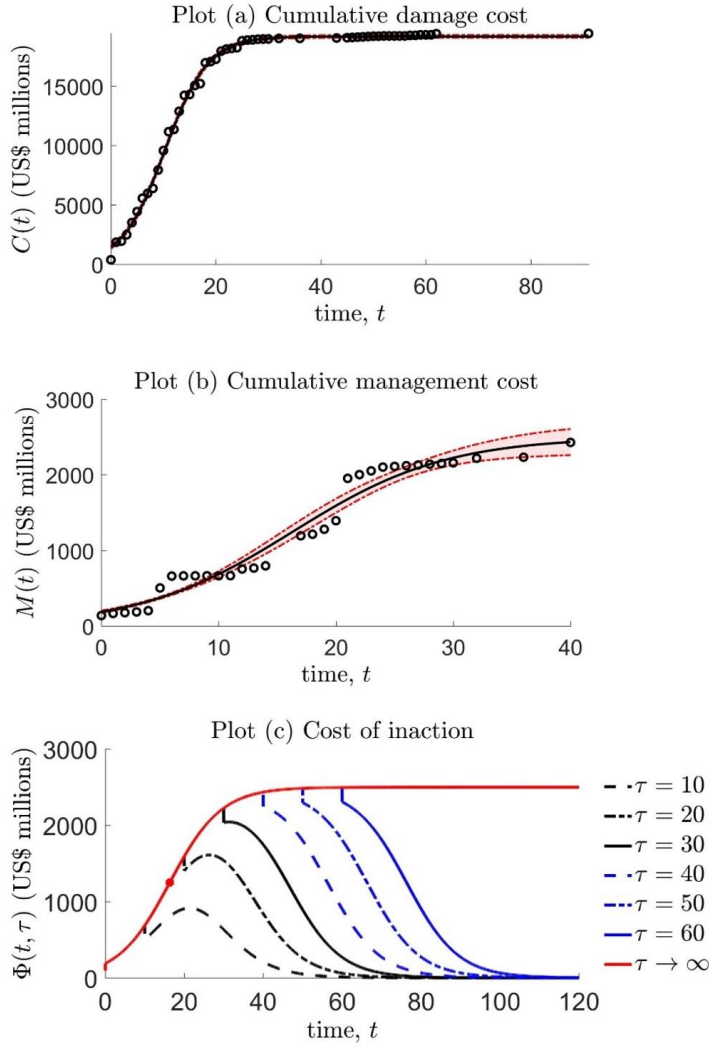 Plot (a) Cumulative damage cost
C(t) (US$ millions)
15000
10000
5000
0
0 20 40 60 80
time, t
Plot (b) Cumulative management cost
M(t) (US$ millions)
3000
2000
1000
0
0 10 20 30 40
time, t
Plot (c) Cost of inaction
Φ(t, τ) (US$ millions)
3000
2000
1000
0
0 20 40 60 80 100 120
time, t
τ = 10
τ = 20
τ = 30
τ = 40
τ = 50
τ = 60
τ → ∞